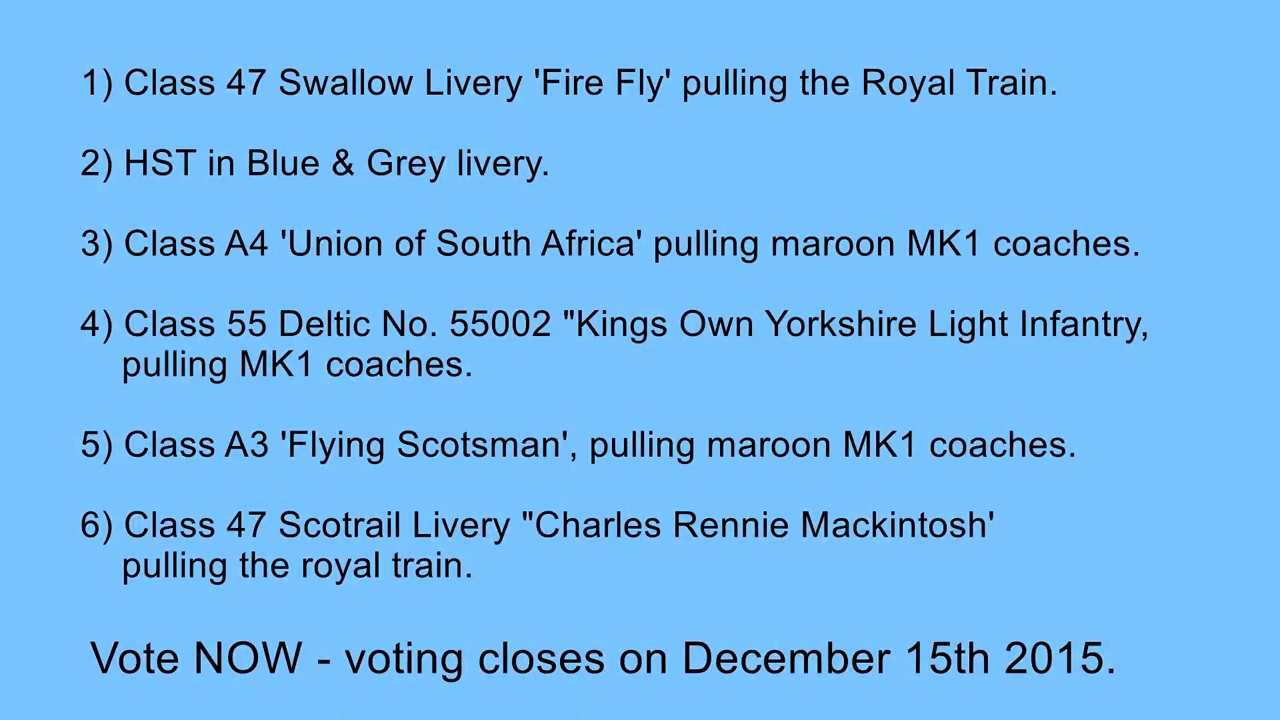 1) Class 47 Swallow Livery 'Fire Fly' pulling the Royal Train.
2) HST in Blue & Grey livery.
3) Class A4 'Union of South Africa' pulling maroon MK1 coaches.
4) Class 55 Deltic No. 55002 "Kings Own Yorkshire Light Infantry,
pulling MK1 coaches.
5) Class A3 'Flying Scotsman', pulling maroon MK1 coaches.
6) Class 47 Scotrail Livery "Charles Rennie Mackintosh'
pulling the royal train.
Vote NOW - voting closes on December 15th 2015.